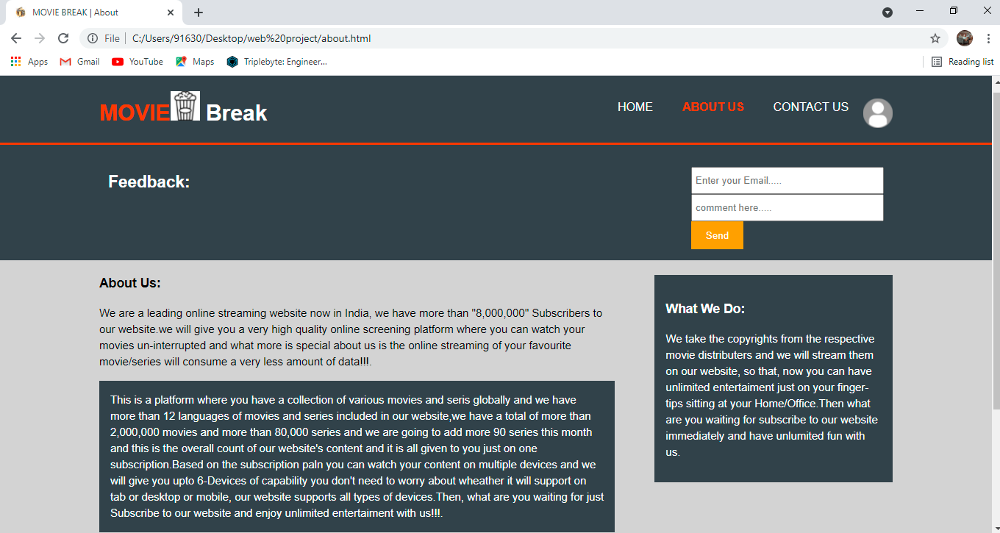 MOVIE BREAK | About
File | C:/Users/91630/Desktop/web%20project/about.html
Apps Gmail YouTube Maps Triplebyte: Engineer... Reading list
MOVIE Break
HOME ABOUT US CONTACT US
Feedback:
Enter your Email.....
comment here.....
Send
About Us:
We are a leading online streaming website now in India, we have more than "8,000,000" Subscribers to
our website.we will give you a very high quality online screening platform where you can watch your
movies un-interrupted and what more is special about us is the online streaming of your favourite
movie/series will consume a very less amount of data!!!.
This is a platform where you have a collection of various movies and seris globally and we have
more than 12 languages of movies and series included in our website,we have a total of more than
2,000,000 movies and more than 80,000 series and we are going to add more 90 series this month
and this is the overall count of our website's content and it is all given to you just on one
subscription.Based on the subscription paln you can watch your content on multiple devices and we
will give you upto 6-Devices of capability you don't need to worry about wheather it will support on
tab or desktop or mobile, our website supports all types of devices.Then, what are you waiting for just
Subscribe to our website and enjoy unlimited entertaiment with us!!!.
What We Do:
We take the copyrights from the respective
movie distributers and we will stream them
on our website, so that, now you can have
unlimited entertaiment just on your finger-
tips sitting at your Home/Office.Then what
are you waiting for subscribe to our website
immediately and have unlumited fun with
us.